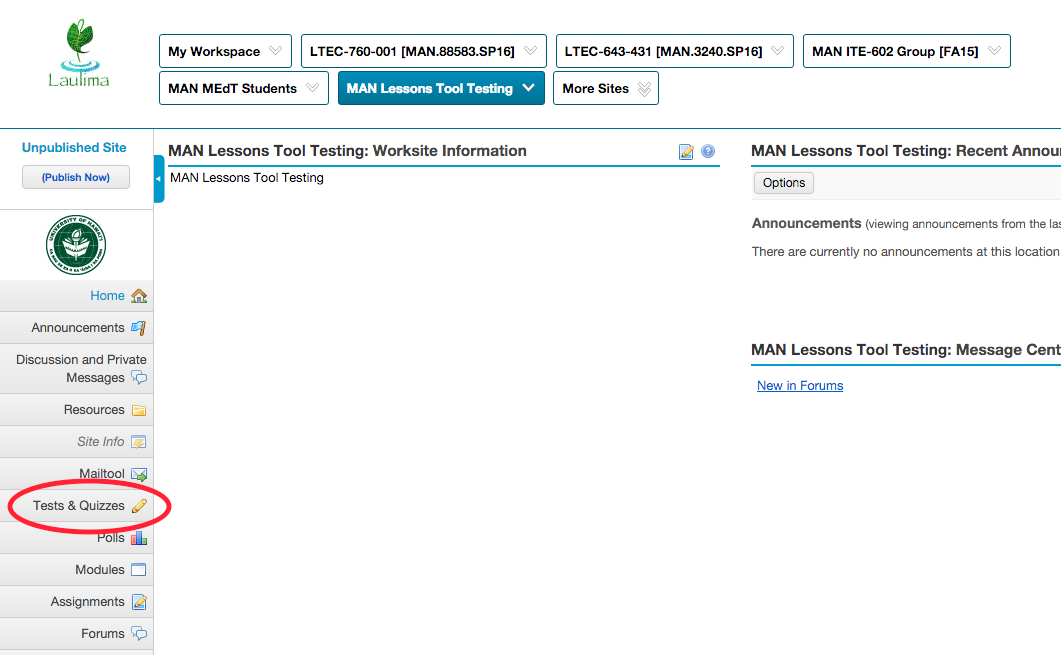 Laulima
My Workspace
LTEC-760-001 [MAN.88583.SP16]
LTEC-643-431 [MAN.3240.SP16]
MAN ITE-602 Group [FA15]
MAN MEdT Students
MAN Lessons Tool Testing
More Sites
Unpublished Site
(Publish Now)
UNIVERSITY OF HAWAI'I
Home
Announcements
Discussion and Private
Messages
Resources
Site Info
Mailtool
Tests & Quizzes
Polls
Modules
Assignments
Forums
MAN Lessons Tool Testing: Worksite Information
MAN Lessons Tool Testing
MAN Lessons Tool Testing: Recent Annou
Options
Announcements (viewing announcements from the las
There are currently no announcements at this location
MAN Lessons Tool Testing: Message Cent
New in Forums